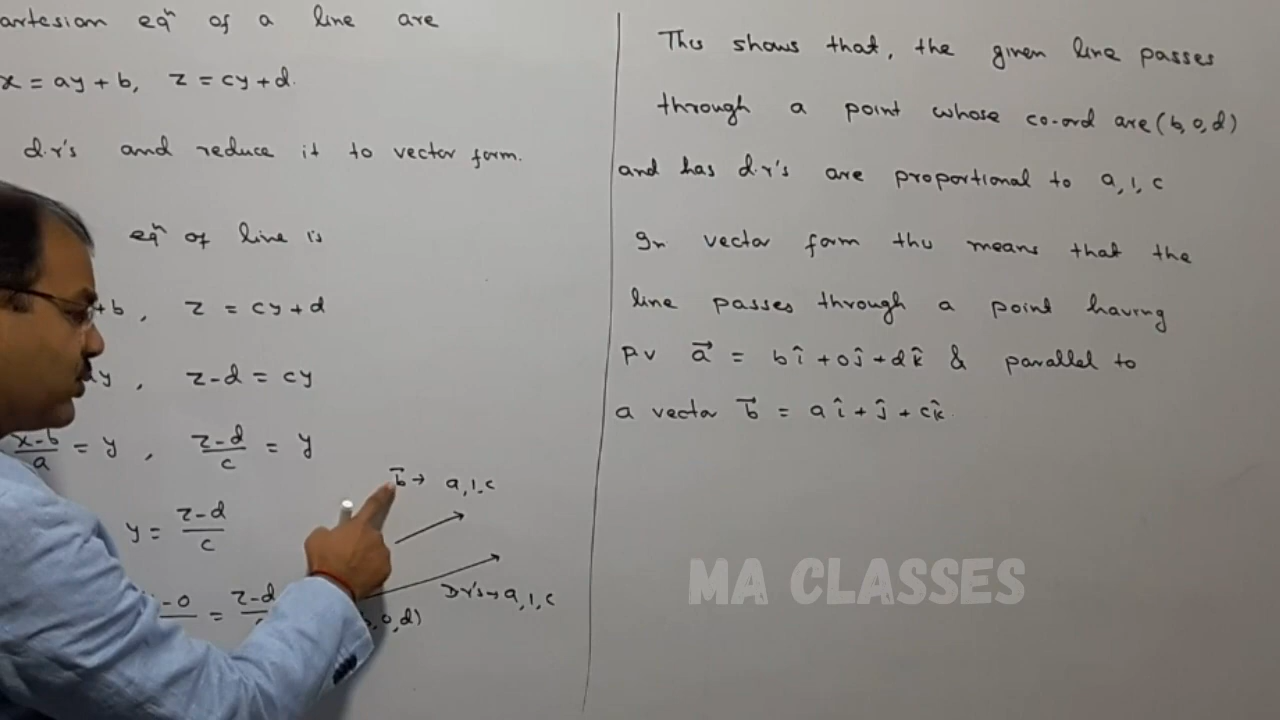 artesian eqⁿ of a line are
x = ay + b, z = cy + d.
d.r's and reduce it to vector form.
eqⁿ of line is
+b, z = cy + d
ay, z-d = cy
x-b/a = y, z-d/c = y
y = z-d/c
-0 = z-d
b⃗ → a, 1, c
Dr's → a, 1, c
, 0, d)
This shows that, the given line passes
through a point whose co-ord are (b, 0, d)
and has d.r's are proportional to a, 1, c
In vector form this means that the
line passes through a point having
P.V a⃗ = bî + 0ĵ + dk̂ & parallel to
a vector b⃗ = aî + ĵ + ck̂.
MA CLASSES